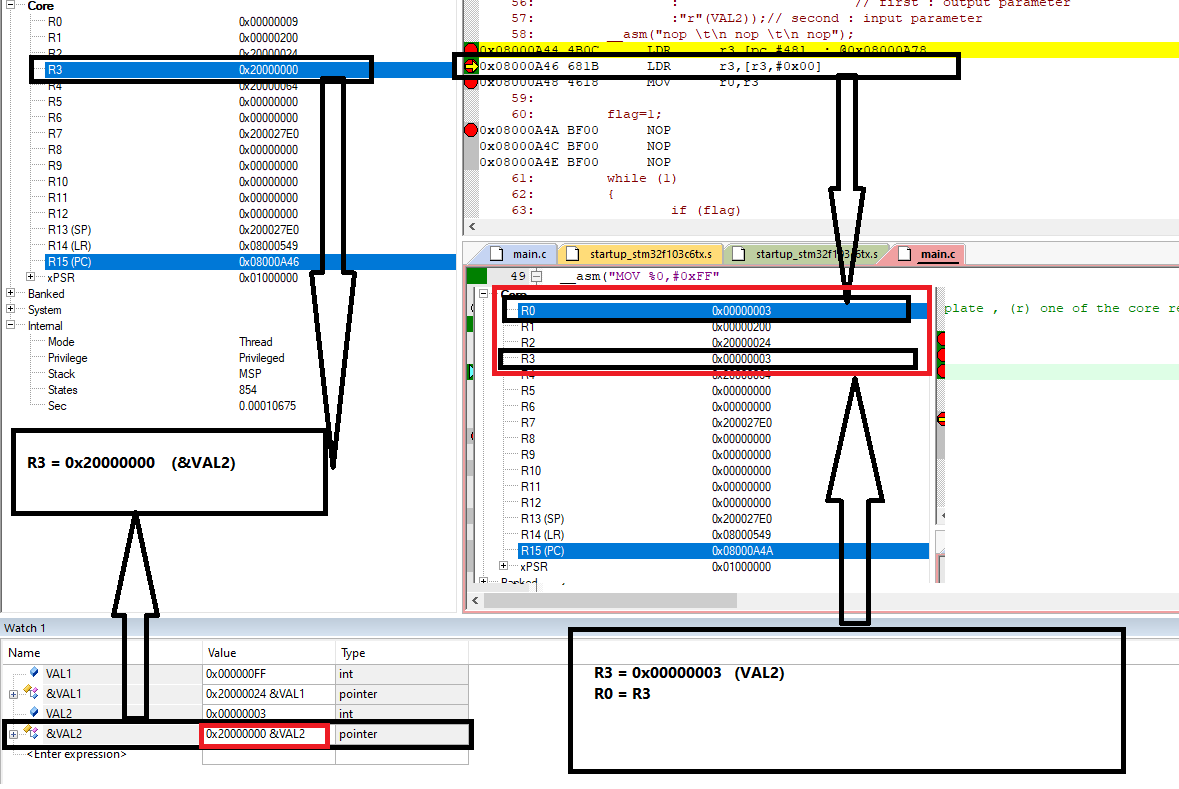 Core
R0 0x00000009
R1 0x00000200
R2 0x20000024
R3 0x20000000
R4 0x20000064
R5 0x00000000
R6 0x00000000
R7 0x200027E0
R8 0x00000000
R9 0x00000000
R10 0x00000000
R11 0x00000000
R12 0x00000000
R13 (SP) 0x200027E0
R14 (LR) 0x08000549
R15 (PC) 0x08000A46
xPSR 0x01000000
Banked
System
Internal
Mode Thread
Privilege Privileged
Stack MSP
States 854
Sec 0.00010675
R3 = 0x20000000 (&VAL2)
56: : // first : output parameter
57: :"r"(VAL2));// second : input parameter
58: __asm("nop \t\n nop \t\n nop");
0x08000A44 4B0C LDR r3,[pc,#48] ; @0x08000A78
0x08000A46 681B LDR r3,[r3,#0x00]
0x08000A48 4618 MOV r0,r3
59:
60: flag=1;
0x08000A4A BF00 NOP
0x08000A4C BF00 NOP
0x08000A4E BF00 NOP
61: while (1)
62: {
63: if (flag)
main.c startup_stm32f103c6tx.s startup_stm32f103c6tx.s main.c
49 __asm("MOV %0,#0xFF"
Core
R0 0x00000003
plate , (r) one of the core re
R1 0x00000200
R2 0x20000024
R3 0x00000003
R4 0x20000064
R5 0x00000000
R6 0x00000000
R7 0x200027E0
R8 0x00000000
R9 0x00000000
R10 0x00000000
R11 0x00000000
R12 0x00000000
R13 (SP) 0x200027E0
R14 (LR) 0x08000549
R15 (PC) 0x08000A4A
xPSR 0x01000000
Banked
Watch 1
Name Value Type
VAL1 0x000000FF int
&VAL1 0x20000024 &VAL1 pointer
VAL2 0x00000003 int
&VAL2 0x20000000 &VAL2 pointer
<Enter expression>
R3 = 0x00000003 (VAL2)
R0 = R3